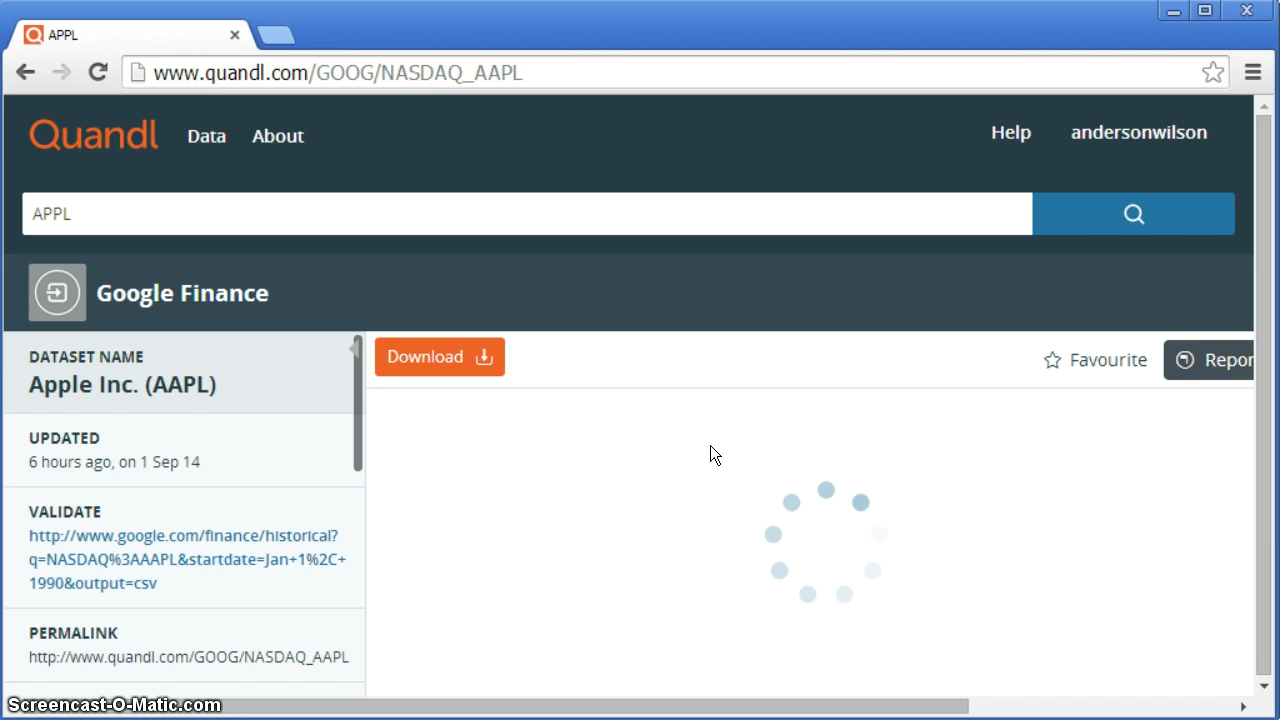 APPL
www.quandl.com/GOOG/NASDAQ_AAPL
Quandl Data About Help andersonwilson
APPL
Google Finance
DATASET NAME
Apple Inc. (AAPL)
UPDATED
6 hours ago, on 1 Sep 14
VALIDATE
http://www.google.com/finance/historical?
q=NASDAQ%3AAAPL&startdate=Jan+1%2C+
1990&output=csv
PERMALINK
http://www.quandl.com/GOOG/NASDAQ_AAPL
Download Favourite Repor
Screencast-O-Matic.com